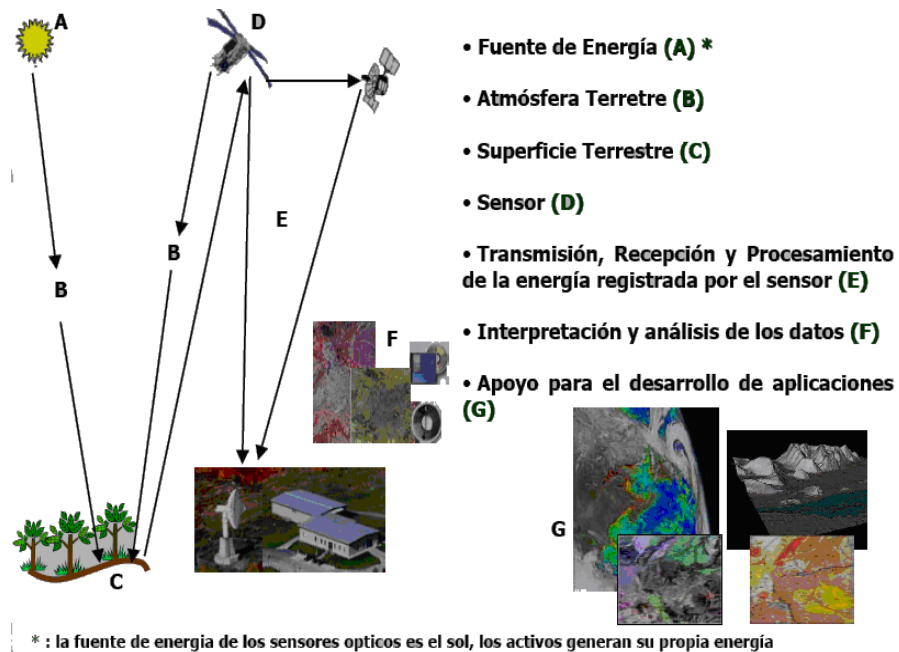 A
D
• Fuente de Energía (A) *
• Atmósfera Terretre (B)
• Superficie Terrestre (C)
• Sensor (D)
• Transmisión, Recepción y Procesamiento
de la energía registrada por el sensor (E)
• Interpretación y análisis de los datos (F)
• Apoyo para el desarrollo de aplicaciones
(G)
E
B
B
F
G
C
* : la fuente de energia de los sensores opticos es el sol, los activos generan su propia energía